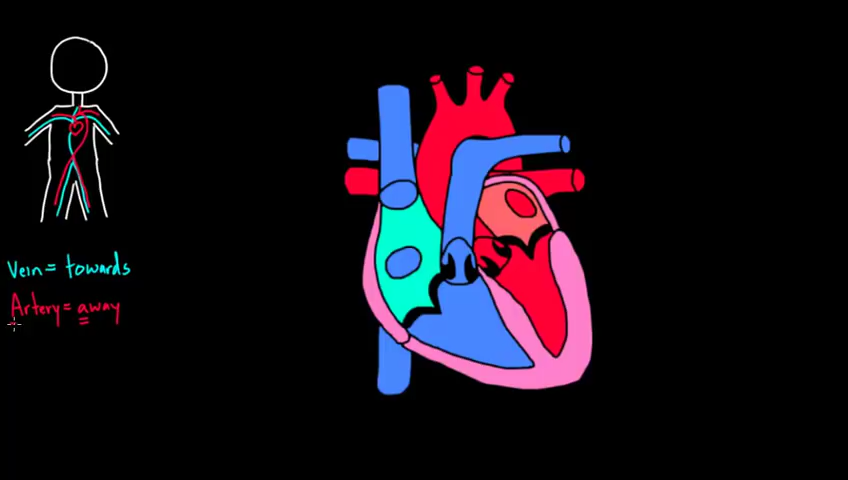 Vein = towards
Artery = away